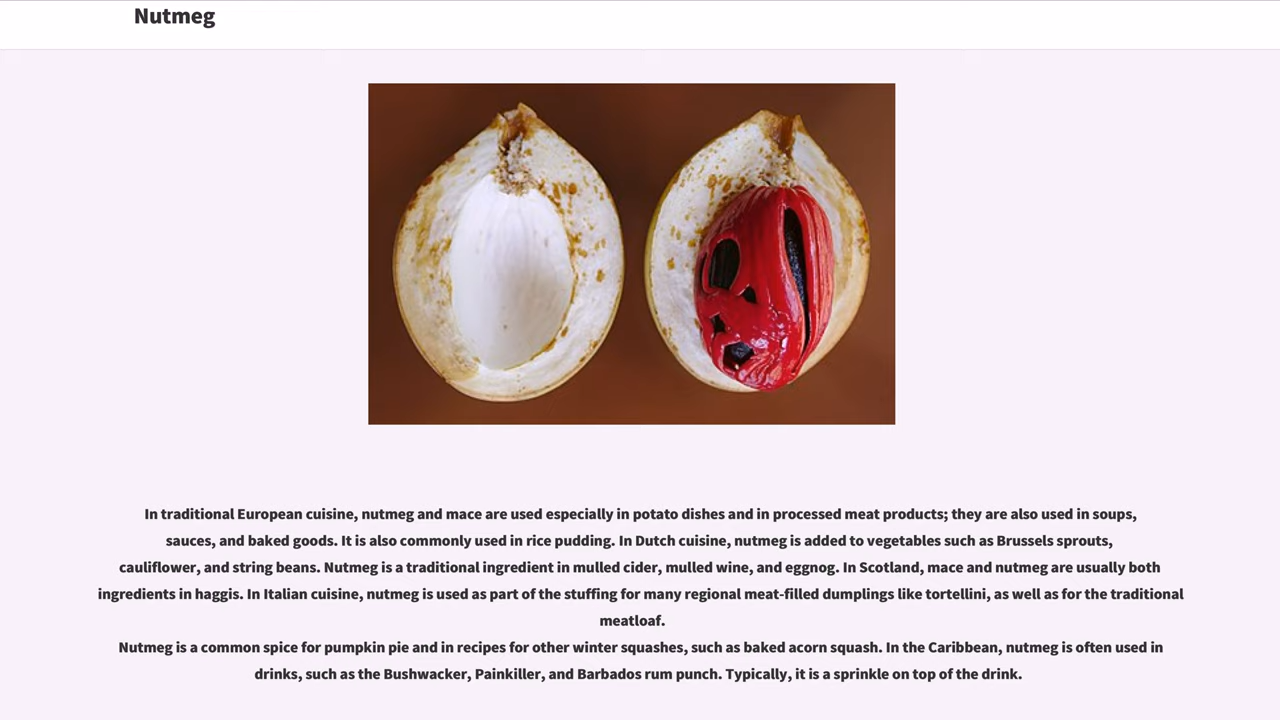 Nutmeg
In traditional European cuisine, nutmeg and mace are used especially in potato dishes and in processed meat products; they are also used in soups,
sauces, and baked goods. It is also commonly used in rice pudding. In Dutch cuisine, nutmeg is added to vegetables such as Brussels sprouts,
cauliflower, and string beans. Nutmeg is a traditional ingredient in mulled cider, mulled wine, and eggnog. In Scotland, mace and nutmeg are usually both
ingredients in haggis. In Italian cuisine, nutmeg is used as part of the stuffing for many regional meat-filled dumplings like tortellini, as well as for the traditional
meatloaf.
Nutmeg is a common spice for pumpkin pie and in recipes for other winter squashes, such as baked acorn squash. In the Caribbean, nutmeg is often used in
drinks, such as the Bushwacker, Painkiller, and Barbados rum punch. Typically, it is a sprinkle on top of the drink.